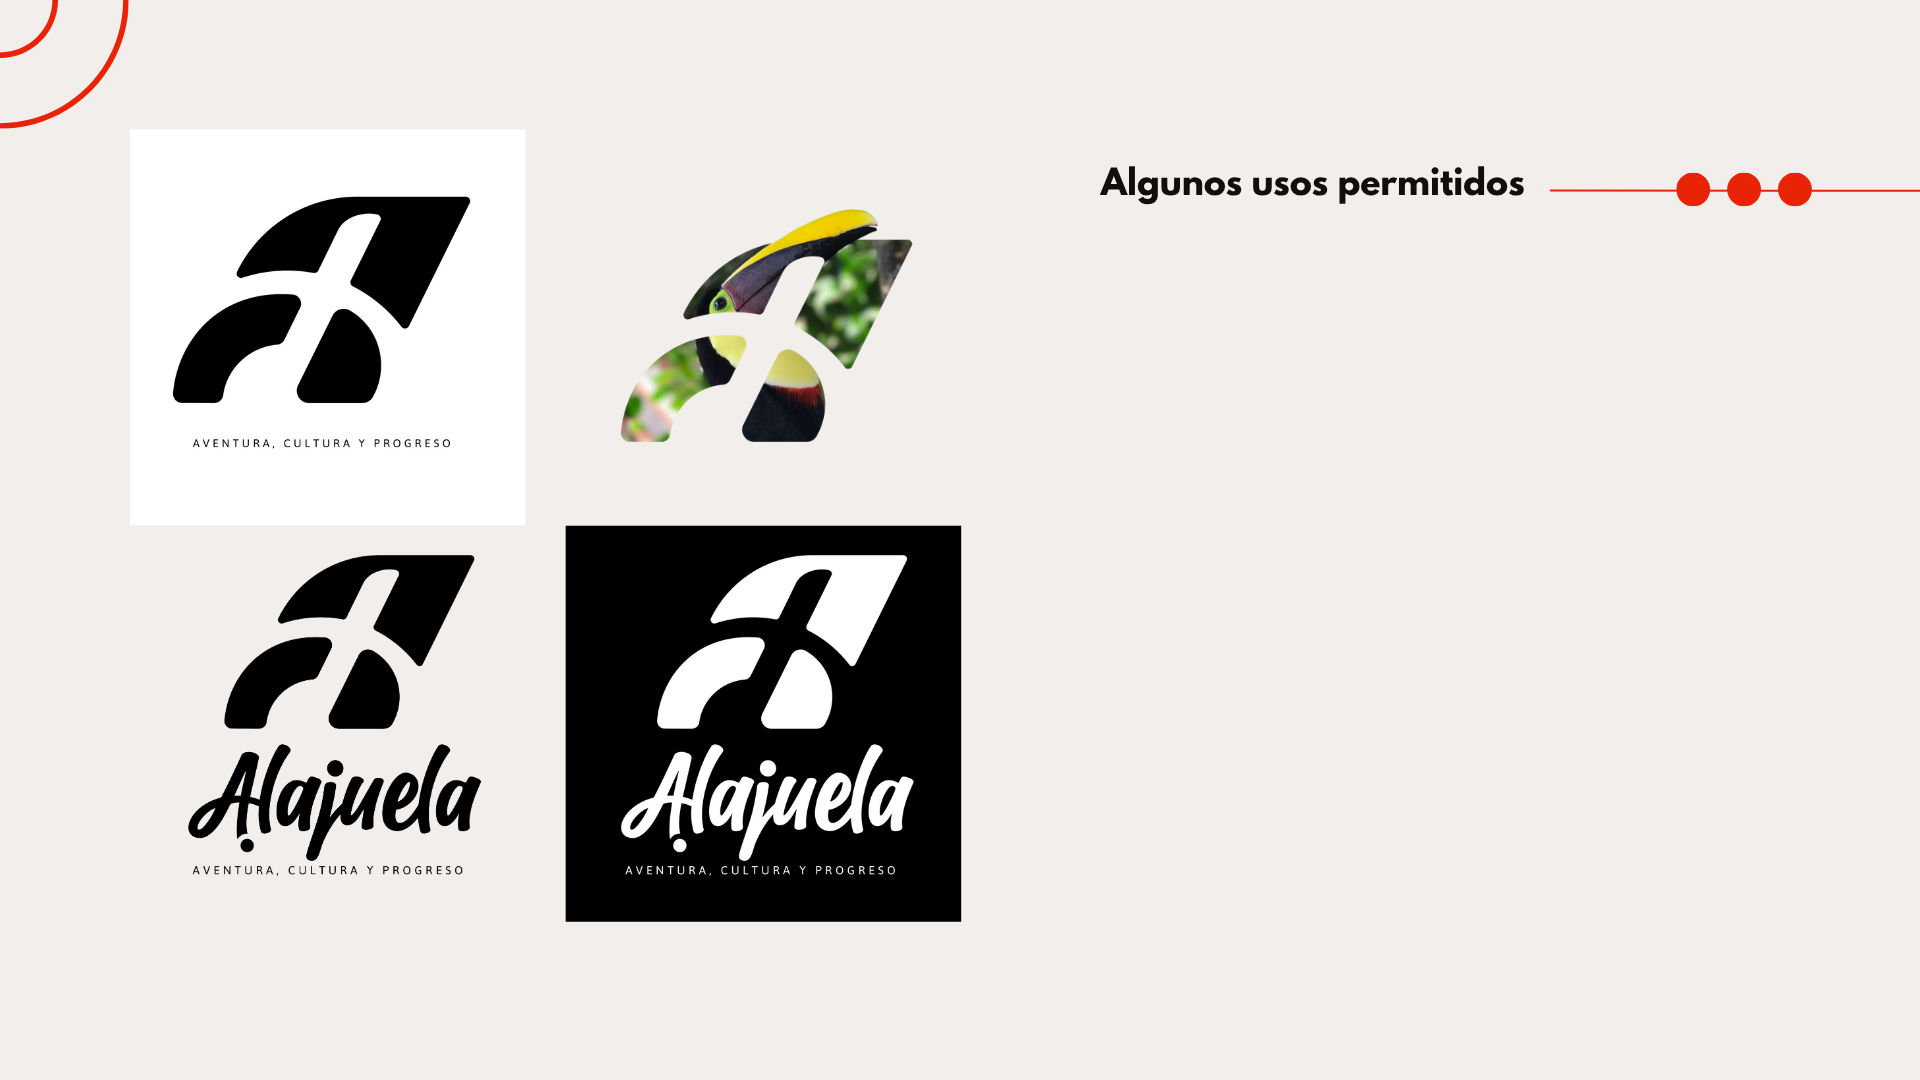 Algunos usos permitidos
AVENTURA, CULTURA Y PROGRESO
Alajuela
AVENTURA, CULTURA Y PROGRESO
Alajuela
AVENTURA, CULTURA Y PROGRESO